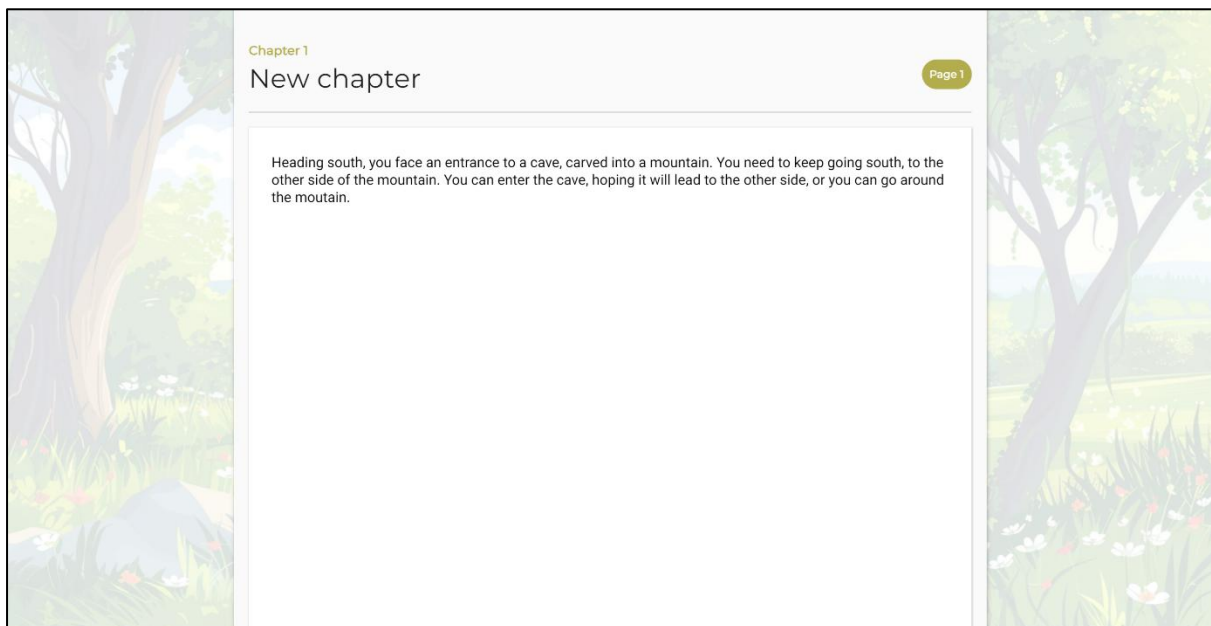 Chapter 1
New chapter
Page 1
Heading south, you face an entrance to a cave, carved into a mountain. You need to keep going south, to the
other side of the mountain. You can enter the cave, hoping it will lead to the other side, or you can go around
the moutain.